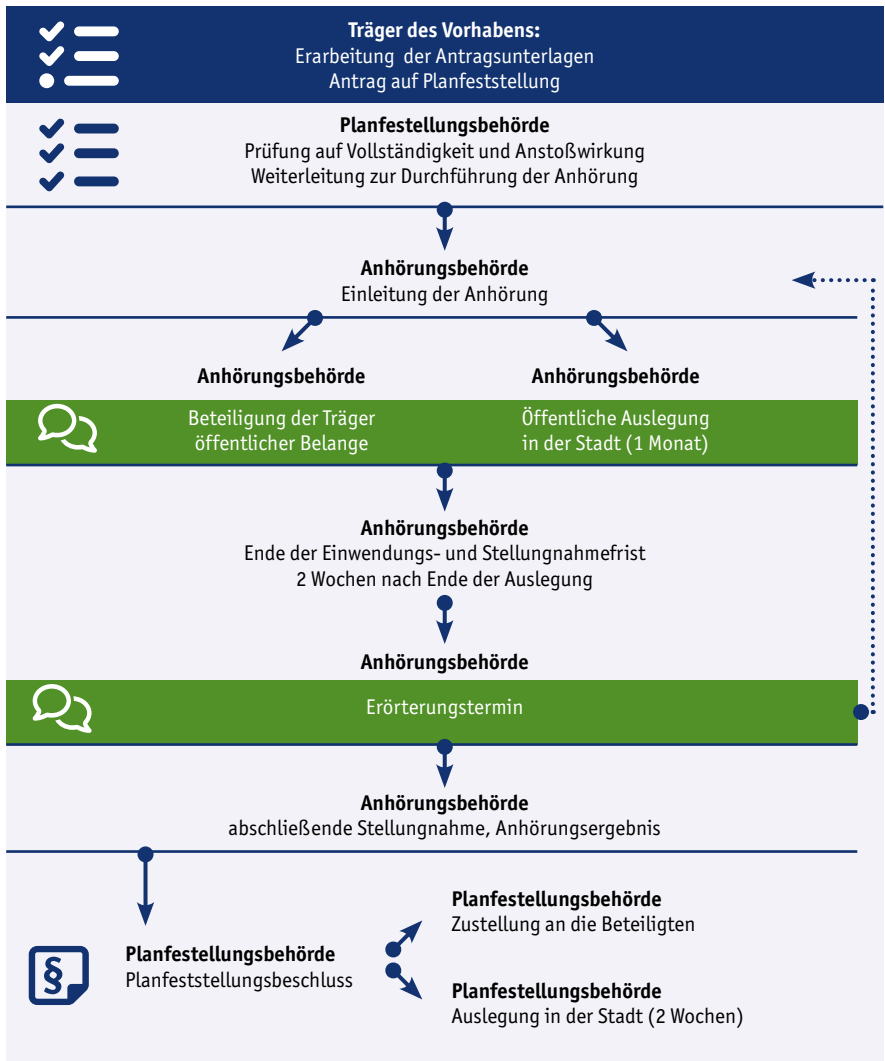 Träger des Vorhabens:
Erarbeitung der Antragsunterlagen
Antrag auf Planfeststellung
Planfestellungsbehörde
Prüfung auf Vollständigkeit und Anstoßwirkung
Weiterleitung zur Durchführung der Anhörung
Anhörungsbehörde
Einleitung der Anhörung
Anhörungsbehörde
Beteiligung der Träger
öffentlicher Belange
Anhörungsbehörde
Öffentliche Auslegung
in der Stadt (1 Monat)
Anhörungsbehörde
Ende der Einwendungs- und Stellungnahmefrist
2 Wochen nach Ende der Auslegung
Anhörungsbehörde
Erörterungstermin
Anhörungsbehörde
abschließende Stellungnahme, Anhörungsergebnis
§
Planfestellungsbehörde
Planfeststellungsbeschluss
Planfestellungsbehörde
Zustellung an die Beteiligten
Planfestellungsbehörde
Auslegung in der Stadt (2 Wochen)